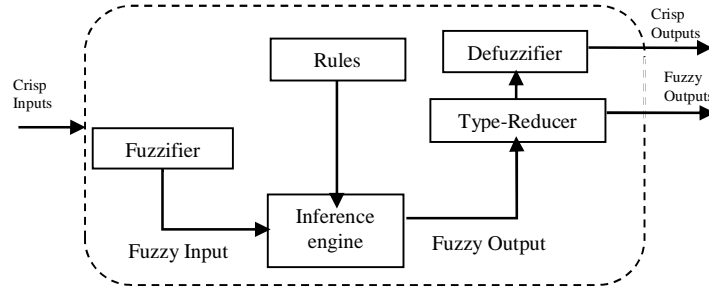 Crisp
Outputs
Defuzzifier
Rules
Fuzzy
Outputs
Crisp
Inputs
Type-Reducer
Fuzzifier
Inference
engine
Fuzzy Input
Fuzzy Output